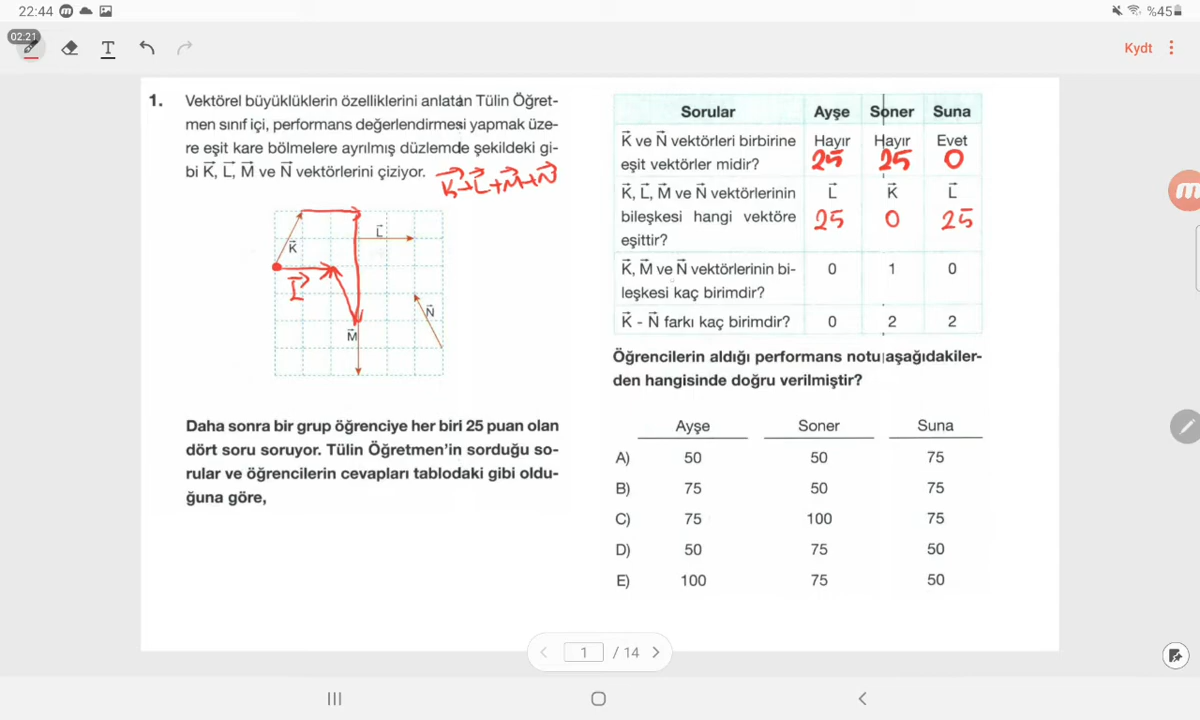 22:44
%45
02.21
T
Kydt
1. Vektörel büyüklüklerin özelliklerini anlatan Tülin Öğret-
men sınıf içi, performans değerlendirmesi yapmak üze-
re eşit kare bölmelere ayrılmış düzlemde şekildeki gi-
bi K⃗, L⃗, M⃗ ve N⃗ vektörlerini çiziyor.
K⃗+L⃗+M⃗+N⃗
K⃗
L⃗
L⃗
N⃗
M⃗
Daha sonra bir grup öğrenciye her biri 25 puan olan
dört soru soruyor. Tülin Öğretmen'in sorduğu so-
rular ve öğrencilerin cevapları tablodaki gibi oldu-
ğuna göre,
Sorular Ayşe Soner Suna
K⃗ ve N⃗ vektörleri birbirine Hayır Hayır Evet
eşit vektörler midir? 25 25 0
K⃗, L⃗, M⃗ ve N⃗ vektörlerinin L⃗ K⃗ L⃗
bileşkesi hangi vektöre 25 0 25
eşittir?
K⃗, M⃗ ve N⃗ vektörlerinin bi- 0 1 0
leşkesi kaç birimdir?
K⃗ - N⃗ farkı kaç birimdir? 0 2 2
Öğrencilerin aldığı performans notu aşağıdakiler-
den hangisinde doğru verilmiştir?
Ayşe Soner Suna
A) 50 50 75
B) 75 50 75
C) 75 100 75
D) 50 75 50
E) 100 75 50
1 / 14